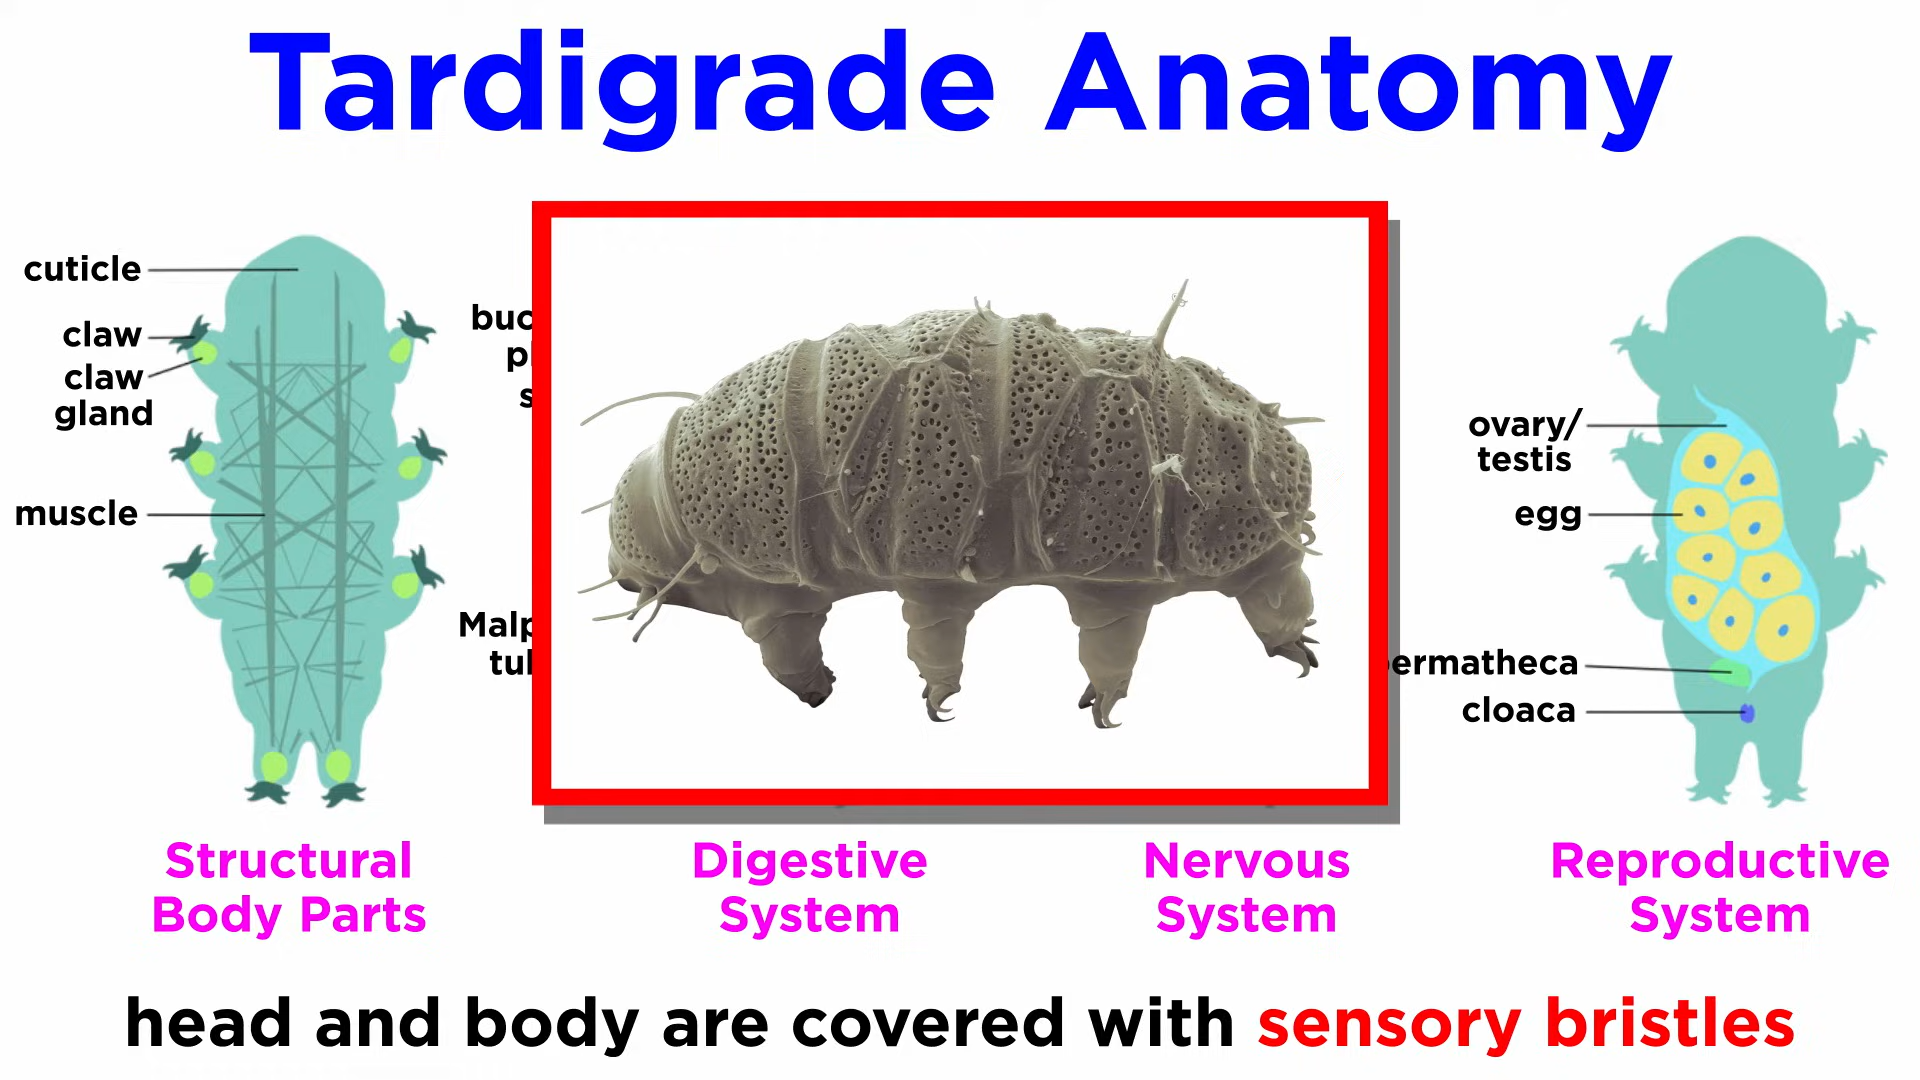 Tardigrade Anatomy
cuticle
claw
claw
gland
muscle
ovary/
testis
egg
cloaca
Structural
Body Parts
Digestive
System
Nervous
System
Reproductive
System
head and body are covered with sensory bristles